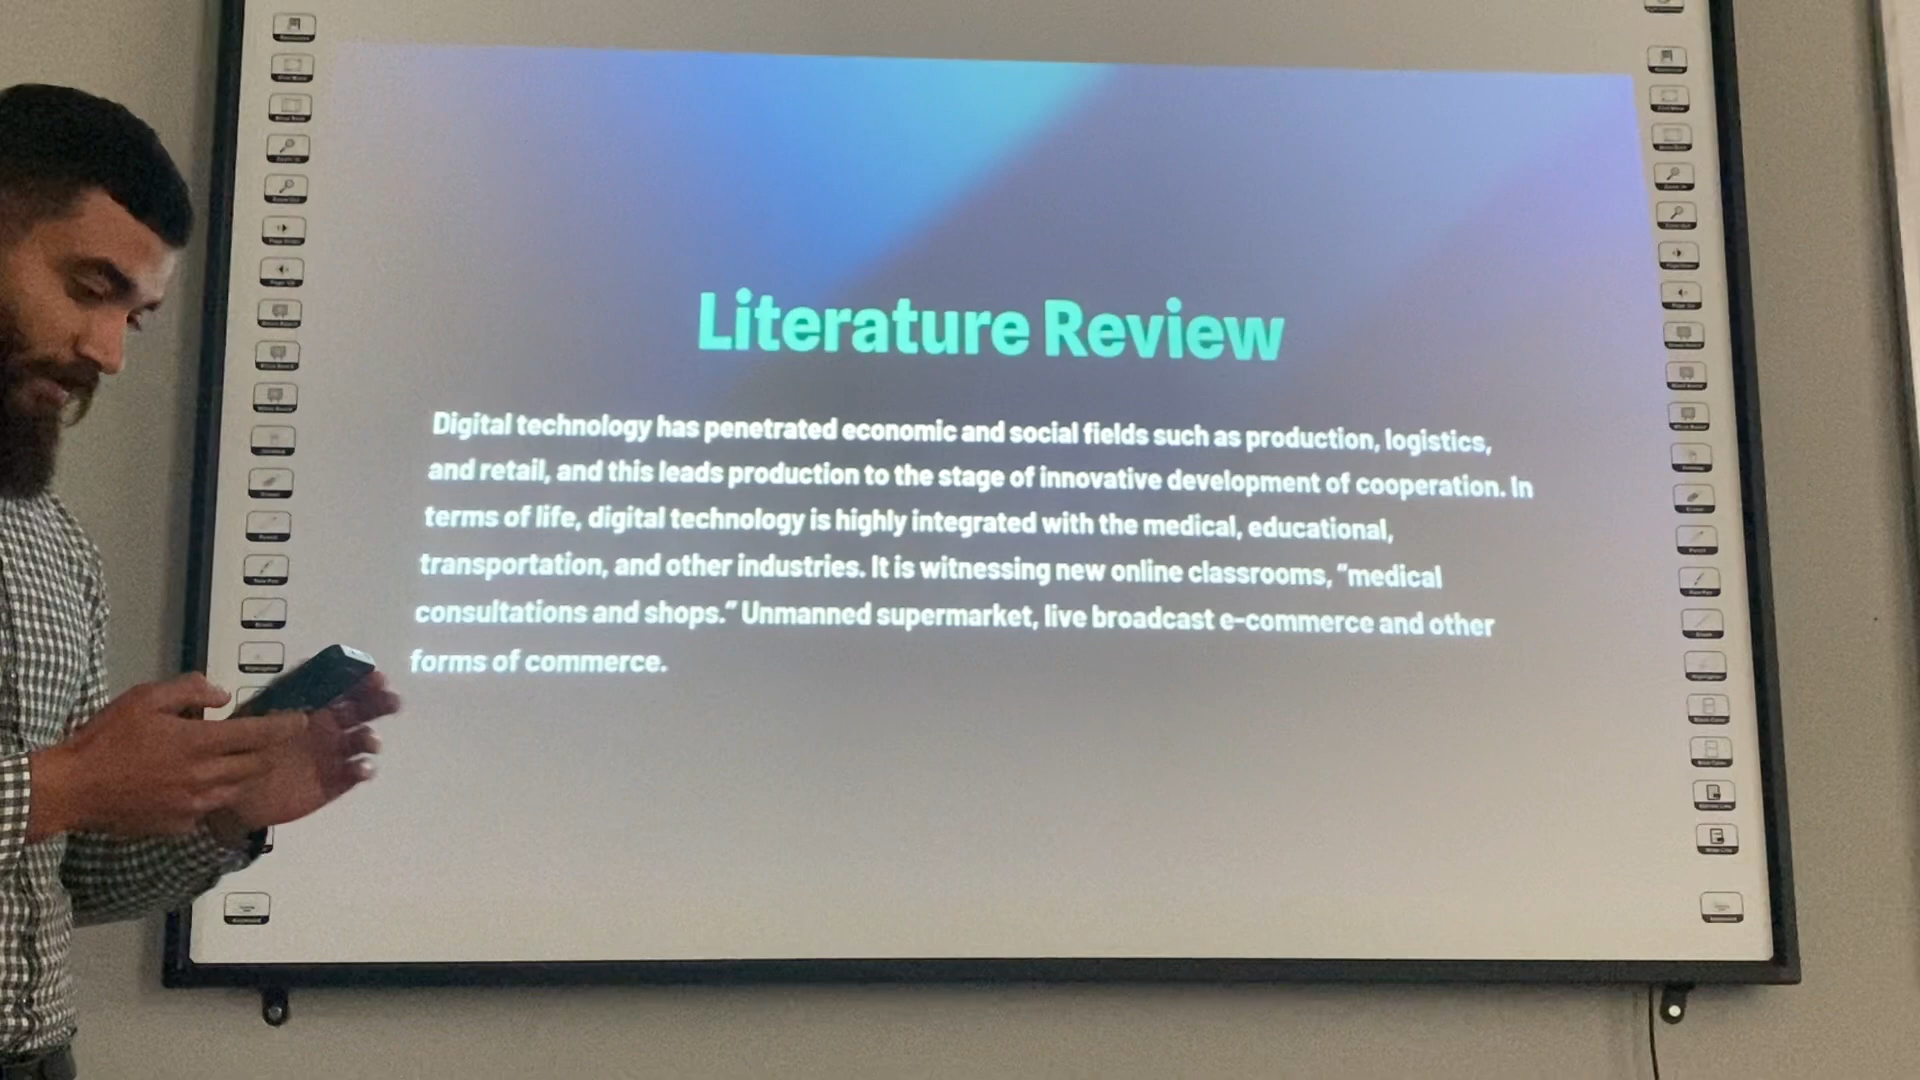 Literature Review
Digital technology has penetrated economic and social fields such as production, logistics,
and retail, and this leads production to the stage of innovative development of cooperation. In
terms of life, digital technology is highly integrated with the medical, educational,
transportation, and other industries. It is witnessing new online classrooms, “medical
consultations and shops.” Unmanned supermarket, live broadcast e-commerce and other
forms of commerce.